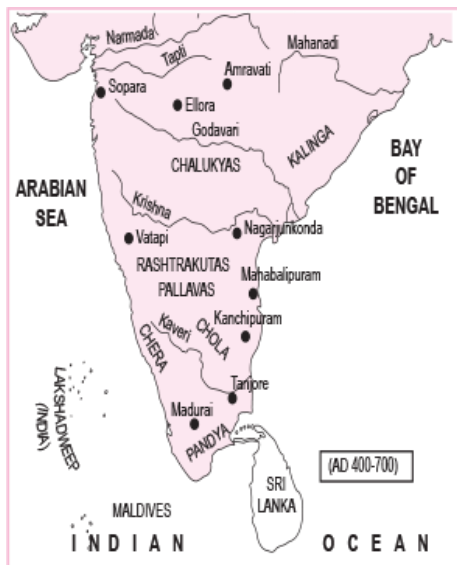 Narmada
Mahanadi
Tapti
Amravati
Sopara
Ellora
Godavari
KALINGA
CHALUKYAS
BAY
OF
BENGAL
ARABIAN
SEA
Krishna
Nagarjunkonda
Vatapi
RASHTRAKUTAS
PALLAVAS
Mahabalipuram
Kanchipuram
Kaveri
CHOLA
CHERA
LAKSHADWEEP
(INDIA)
Tanjore
Madurai
PANDYA
(AD 400-700)
SRI
LANKA
MALDIVES
INDIAN OCEAN